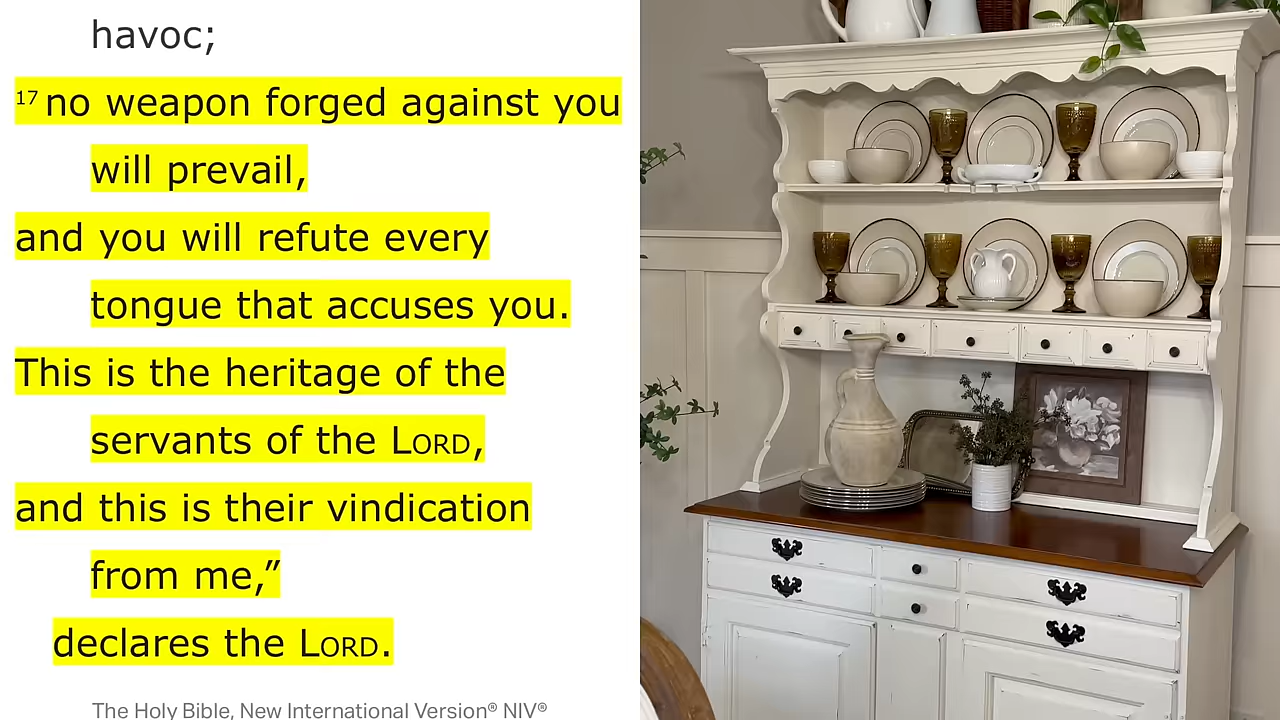 havoc;
17 no weapon forged against you
will prevail,
and you will refute every
tongue that accuses you.
This is the heritage of the
servants of the LORD,
and this is their vindication
from me,”
declares the LORD.
The Holy Bible, New International Version® NIV®